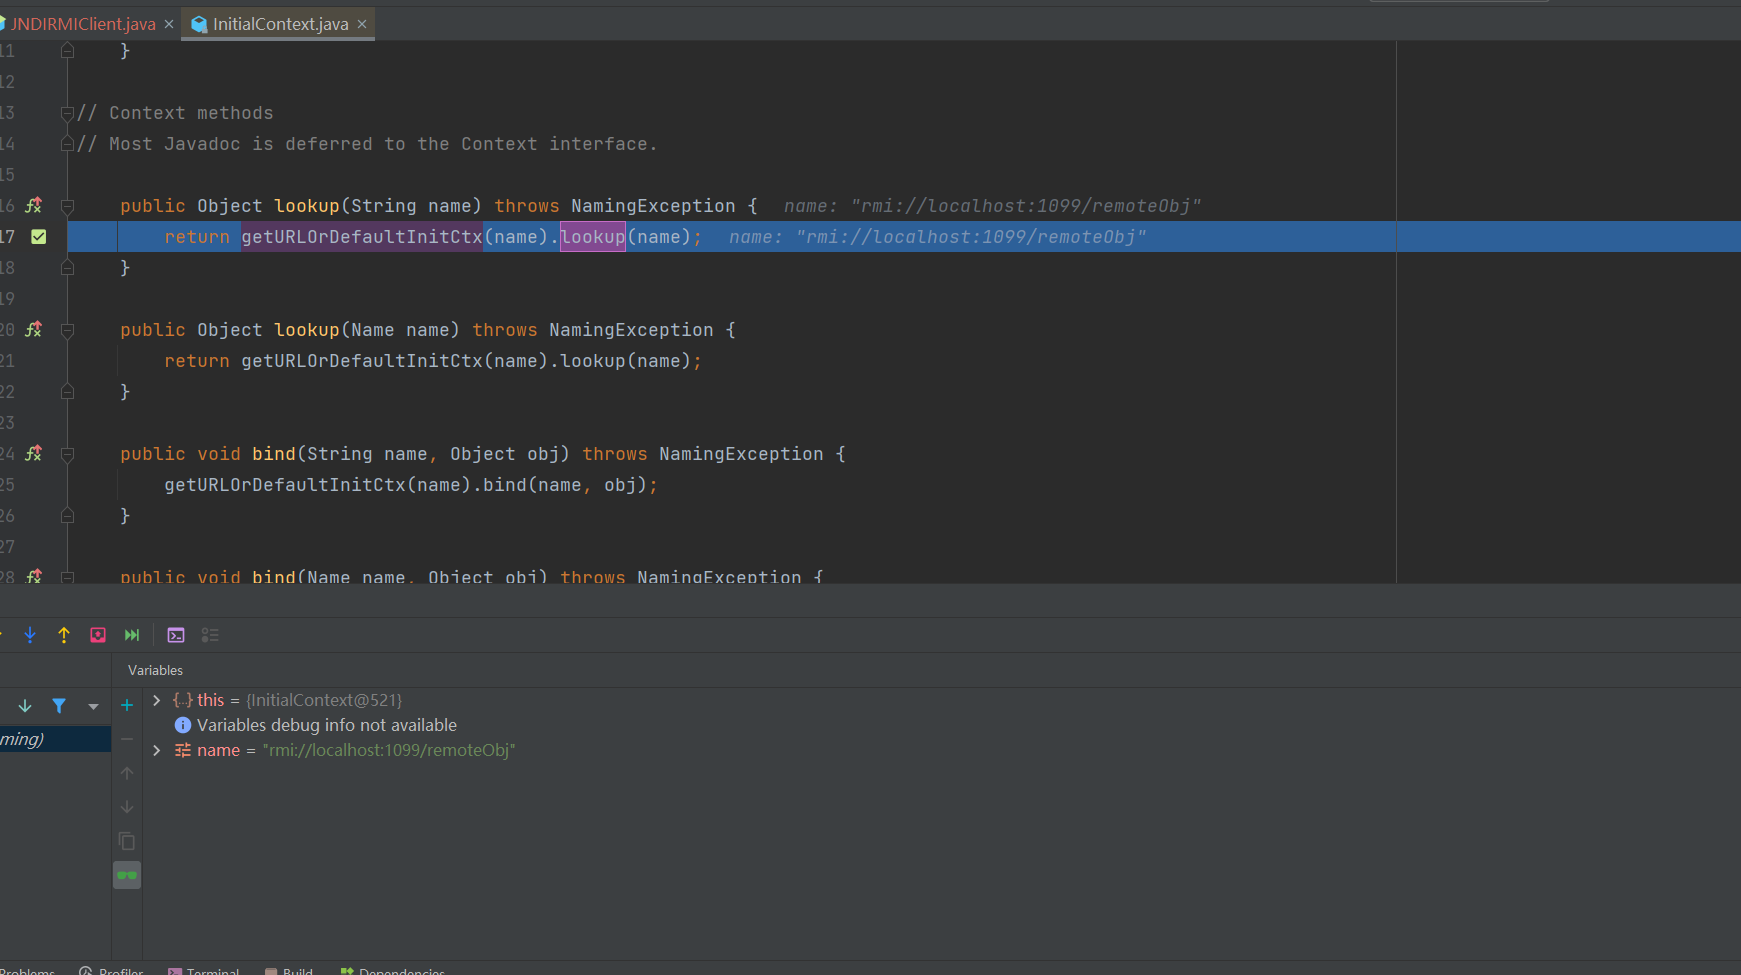 JNDIRMIClient.java InitialContext.java
11 }
12
13 // Context methods
14 // Most Javadoc is deferred to the Context interface.
15
16 public Object lookup(String name) throws NamingException { name: "rmi://localhost:1099/remoteObj"
17 return getURLOrDefaultInitCtx(name).lookup(name); name: "rmi://localhost:1099/remoteObj"
18 }
19
20 public Object lookup(Name name) throws NamingException {
21 return getURLOrDefaultInitCtx(name).lookup(name);
22 }
23
24 public void bind(String name, Object obj) throws NamingException {
25 getURLOrDefaultInitCtx(name).bind(name, obj);
26 }
27
28 public void bind(Name name, Object obj) throws NamingException {
Variables
this = {InitialContext@521}
Variables debug info not available
ming)
name = "rmi://localhost:1099/remoteObj"
Problems Profiler Terminal Build Dependencies